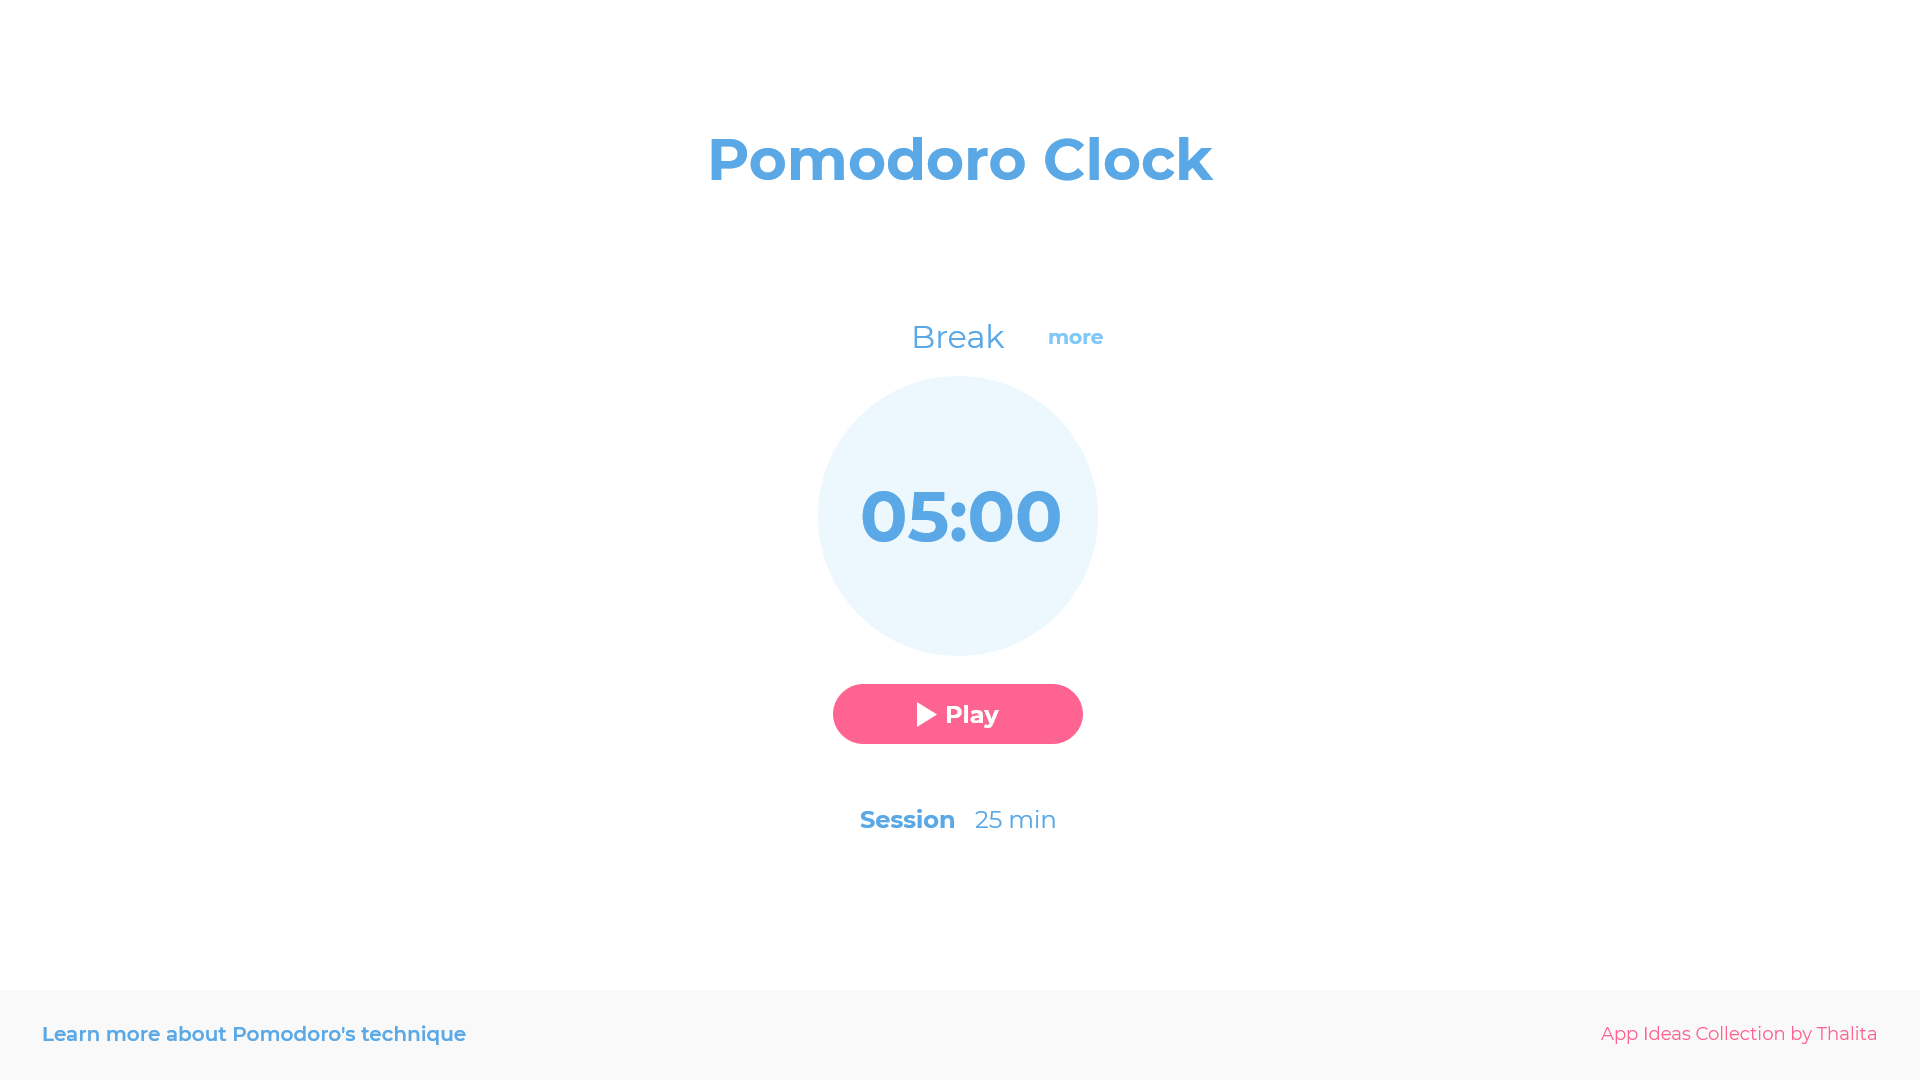 Pomodoro Clock
Break more
05:00
Play
Session 25 min
Learn more about Pomodoro's technique
App Ideas Collection by Thalita